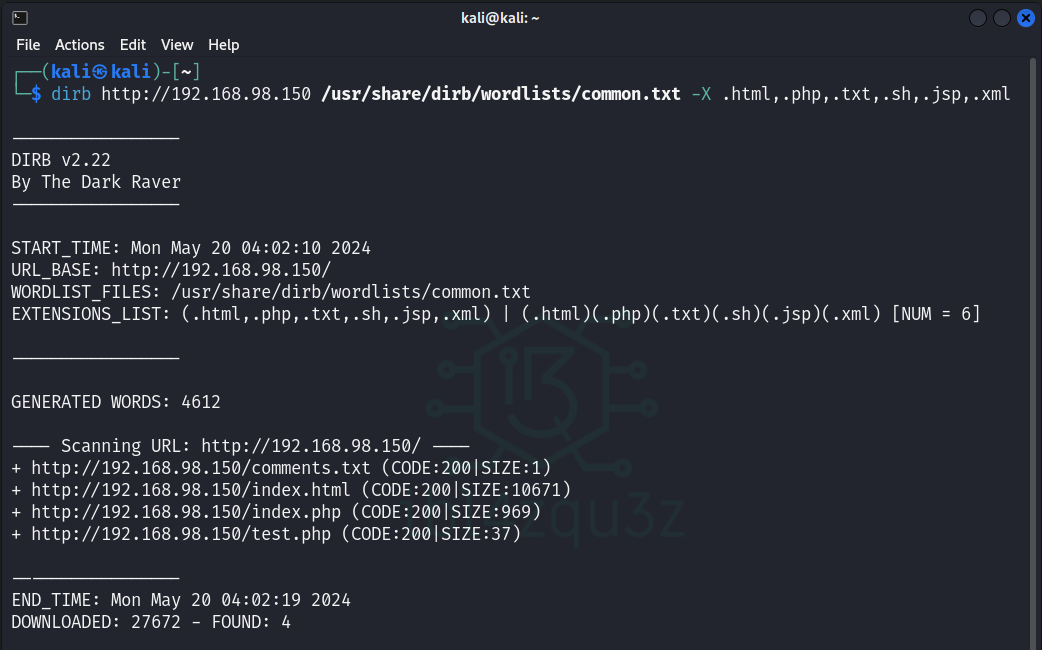 kali@kali: ~
File Actions Edit View Help
┌──(kali㉿kali)-[~]
└─$ dirb http://192.168.98.150 /usr/share/dirb/wordlists/common.txt -X .html,.php,.txt,.sh,.jsp,.xml
-----------------
DIRB v2.22
By The Dark Raver
-----------------
START_TIME: Mon May 20 04:02:10 2024
URL_BASE: http://192.168.98.150/
WORDLIST_FILES: /usr/share/dirb/wordlists/common.txt
EXTENSIONS_LIST: (.html,.php,.txt,.sh,.jsp,.xml) | (.html)(.php)(.txt)(.sh)(.jsp)(.xml) [NUM = 6]
-----------------
GENERATED WORDS: 4612
---- Scanning URL: http://192.168.98.150/ ----
+ http://192.168.98.150/comments.txt (CODE:200|SIZE:1)
+ http://192.168.98.150/index.html (CODE:200|SIZE:10671)
+ http://192.168.98.150/index.php (CODE:200|SIZE:969)
+ http://192.168.98.150/test.php (CODE:200|SIZE:37)
-----------------
END_TIME: Mon May 20 04:02:19 2024
DOWNLOADED: 27672 - FOUND: 4